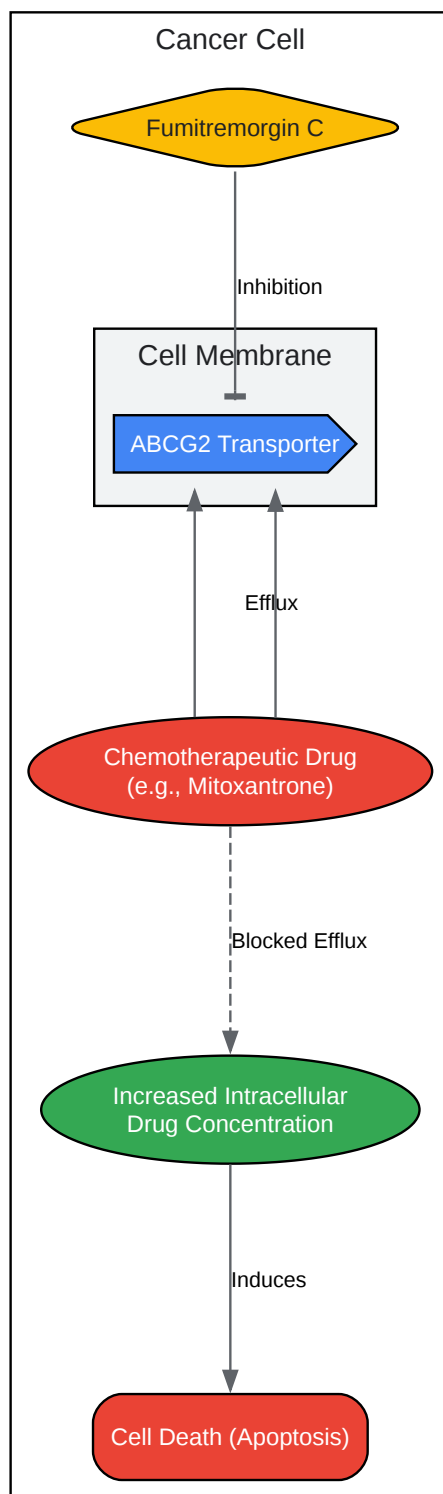 Cancer Cell
Fumitremorgin C
Inhibition
Cell Membrane
ABCG2 Transporter
Efflux
Chemotherapeutic Drug
(e.g., Mitoxantrone)
Blocked Efflux
Increased Intracellular
Drug Concentration
Induces
Cell Death (Apoptosis)